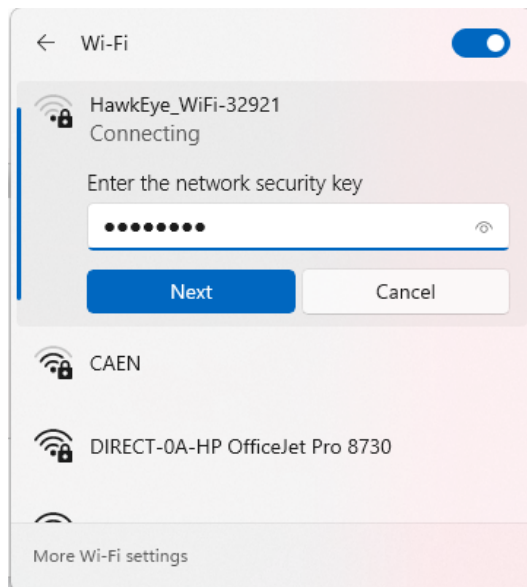 Wi-Fi
HawkEye_WiFi-32921
Connecting
Enter the network security key
••••••••
Next Cancel
CAEN
DIRECT-0A-HP OfficeJet Pro 8730
More Wi-Fi settings